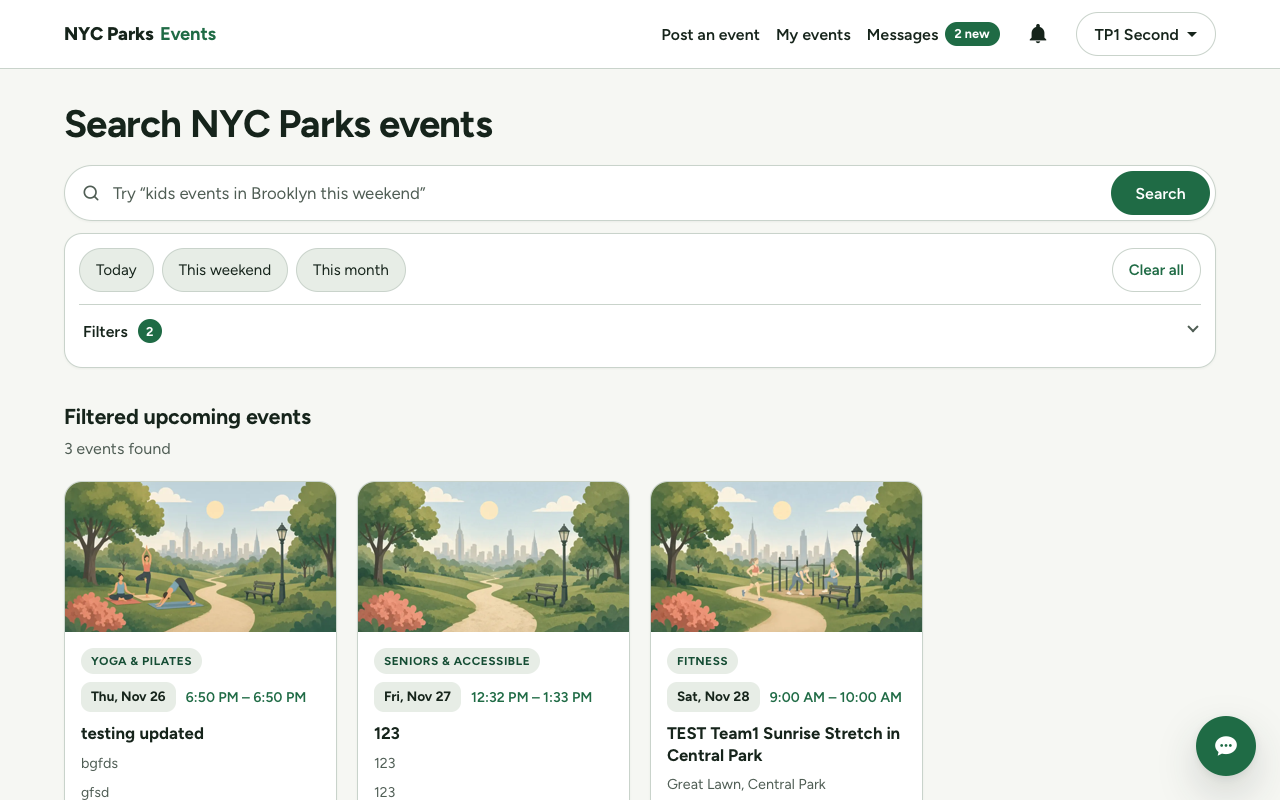 NYC Parks Events
Post an event
My events
Messages
2 new
TP1 Second
Search NYC Parks events
Try “kids events in Brooklyn this weekend”
Search
Today
This weekend
This month
Clear all
Filters
2
Filtered upcoming events
3 events found
YOGA & PILATES
Thu, Nov 26
6:50 PM – 6:50 PM
testing updated
bgfds
gfsd
SENIORS & ACCESSIBLE
Fri, Nov 27
12:32 PM – 1:33 PM
123
123
123
FITNESS
Sat, Nov 28
9:00 AM – 10:00 AM
TEST Team1 Sunrise Stretch in
Central Park
Great Lawn, Central Park